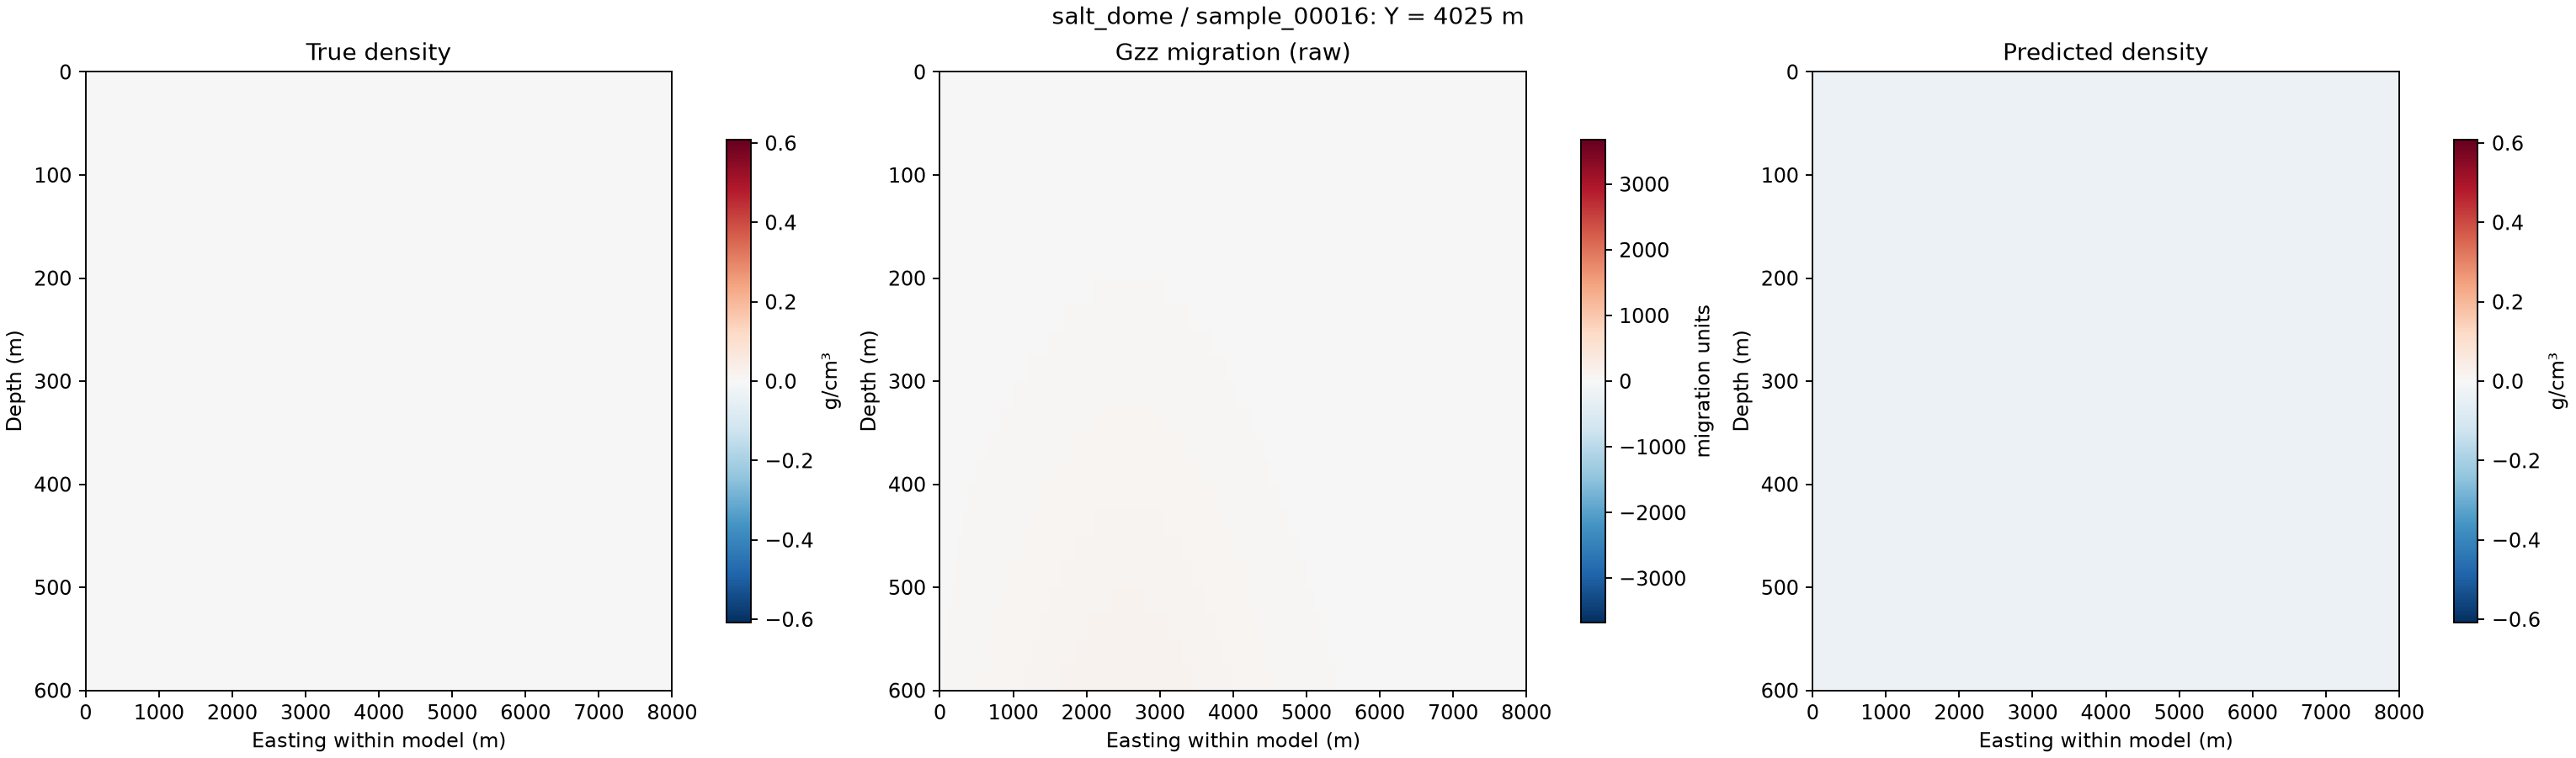 salt_dome / sample_00016: Y = 4025 m
True density
0
100
200
300
400
500
600
Depth (m)
0 1000 2000 3000 4000 5000 6000 7000 8000
Easting within model (m)
0.6
0.4
0.2
0.0
−0.2
−0.4
−0.6
g/cm³
Gzz migration (raw)
0
100
200
300
400
500
600
Depth (m)
0 1000 2000 3000 4000 5000 6000 7000 8000
Easting within model (m)
3000
2000
1000
0
−1000
−2000
−3000
migration units
Predicted density
0
100
200
300
400
500
600
Depth (m)
0 1000 2000 3000 4000 5000 6000 7000 8000
Easting within model (m)
0.6
0.4
0.2
0.0
−0.2
−0.4
−0.6
g/cm³